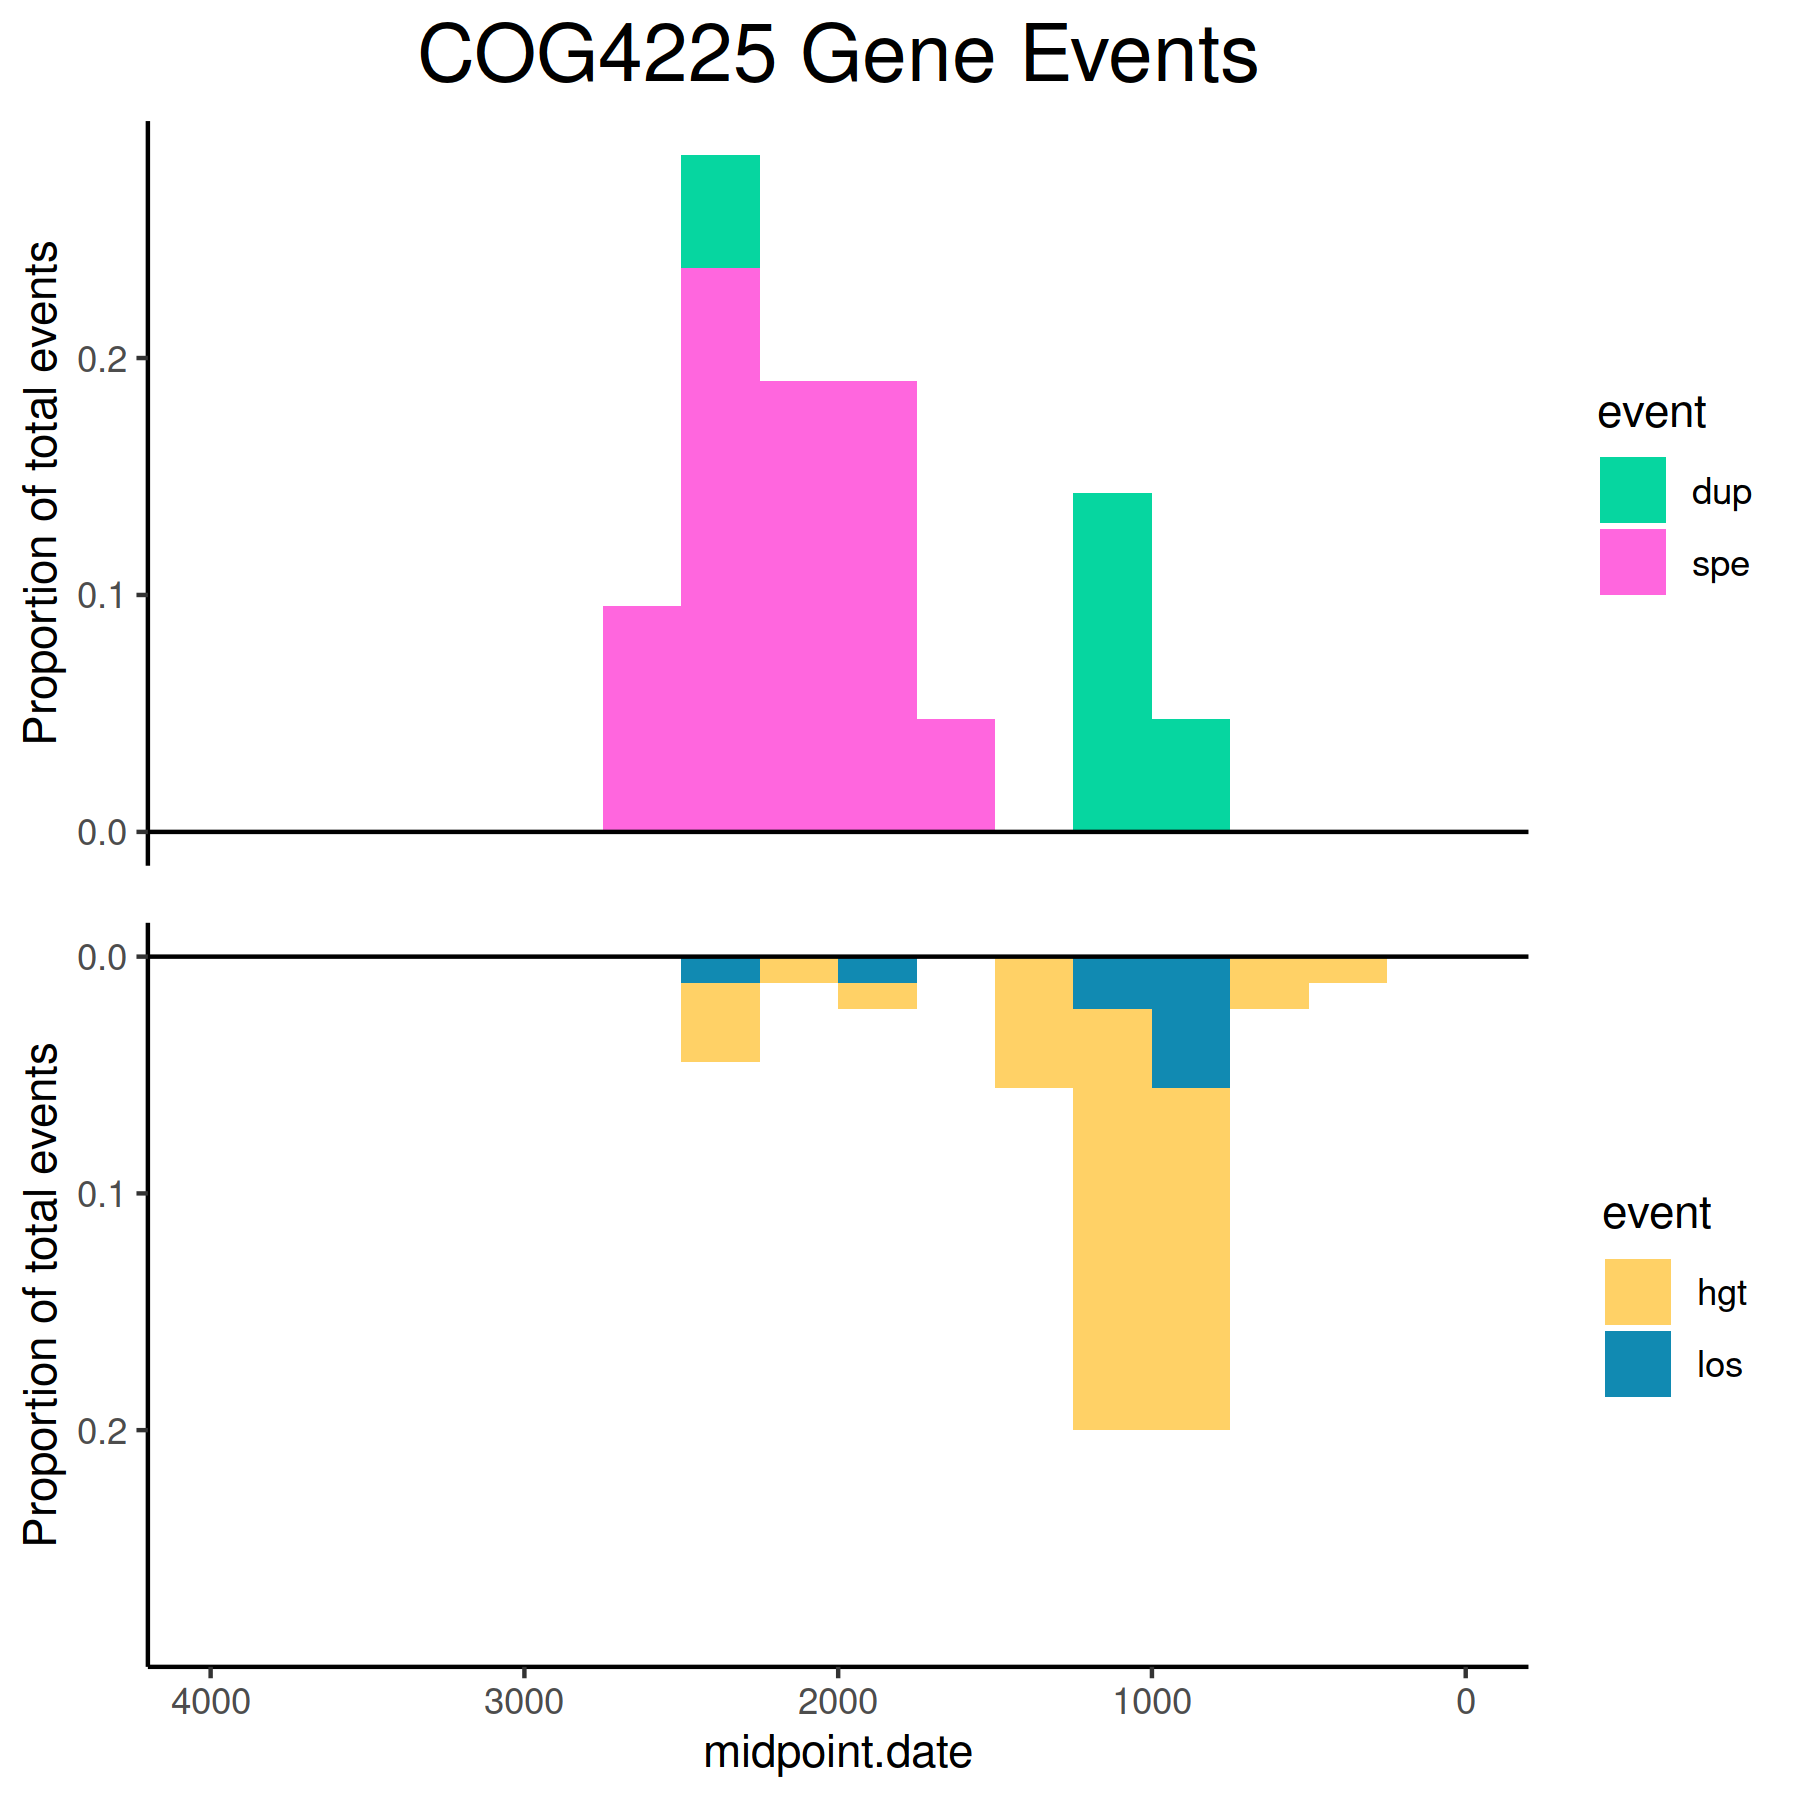 COG4225 Gene Events
Proportion of total events
0.2
0.1
0.0
event
dup
spe
Proportion of total events
0.0
0.1
0.2
event
hgt
los
4000 3000 2000 1000 0
midpoint.date